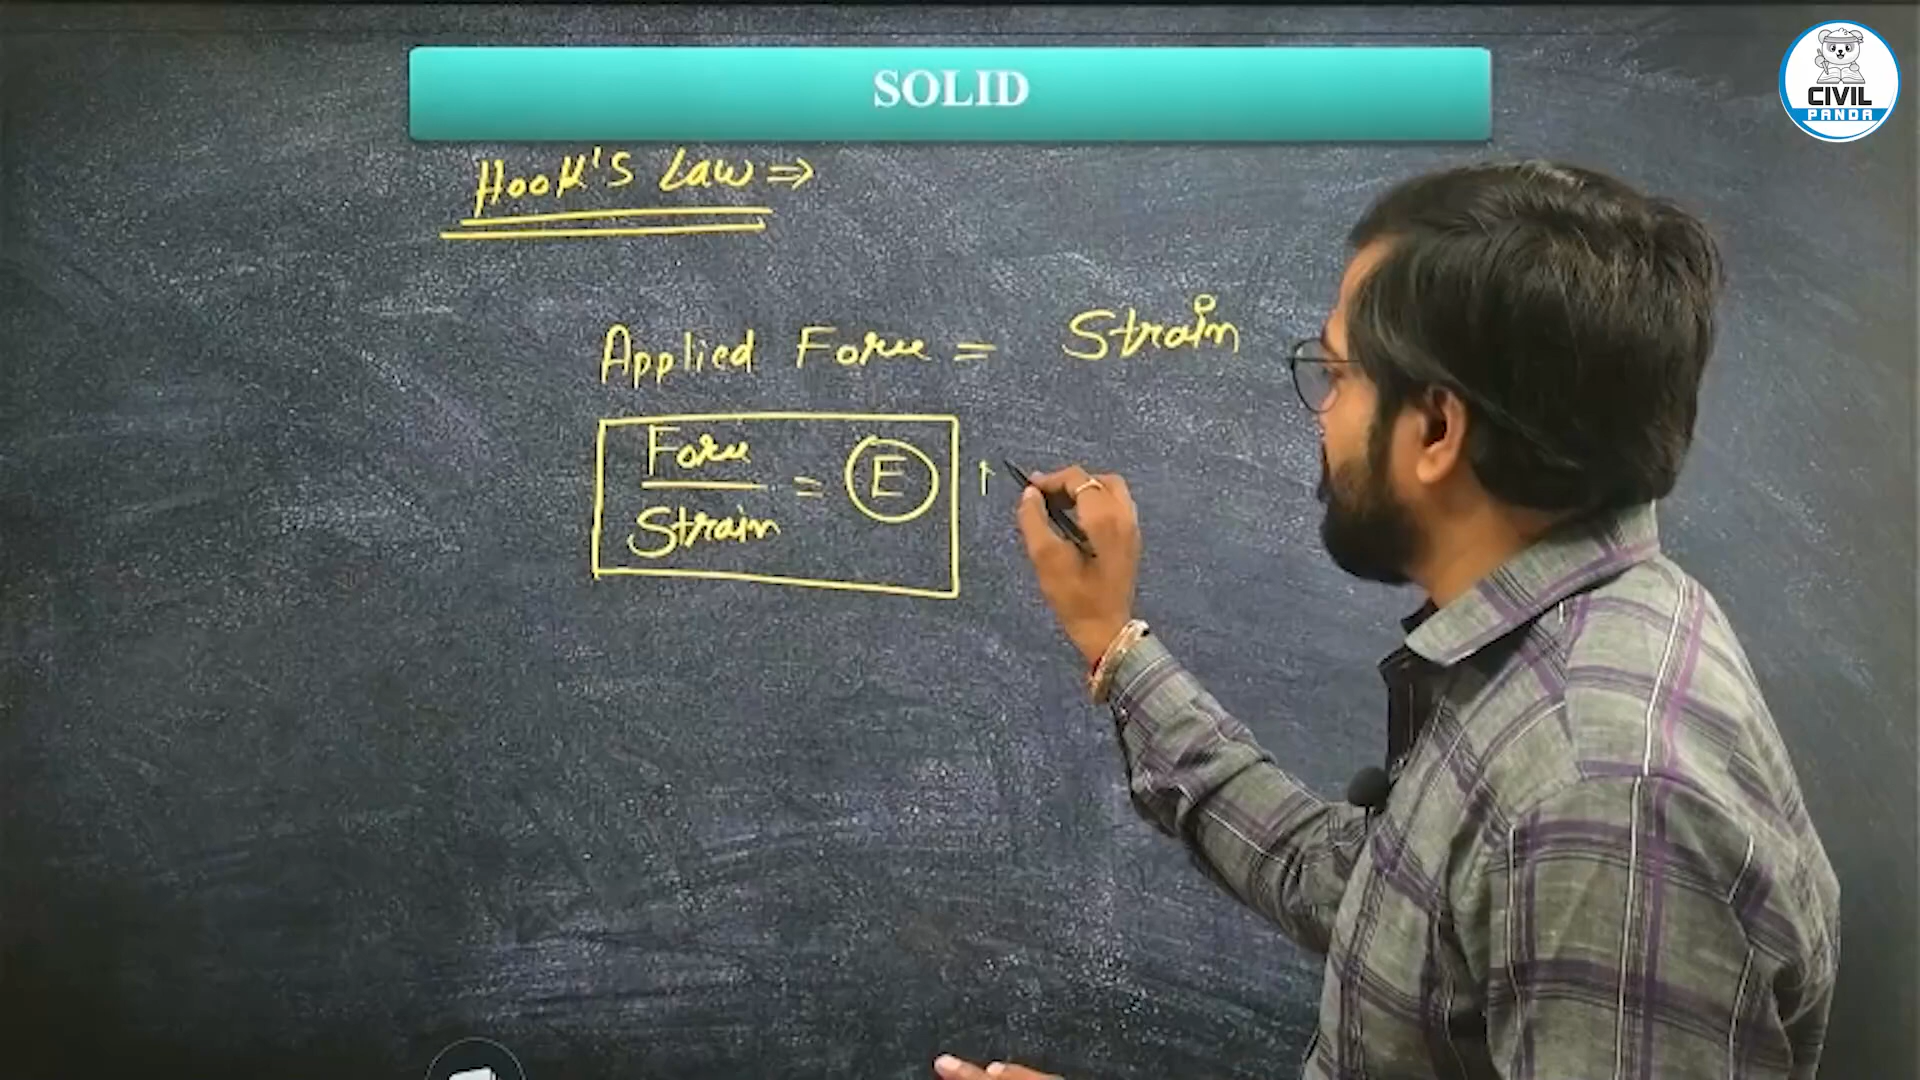 SOLID
CIVIL
PANDA
Hook's Law ⇒
Applied Force = Strain
Force
= E
Strain